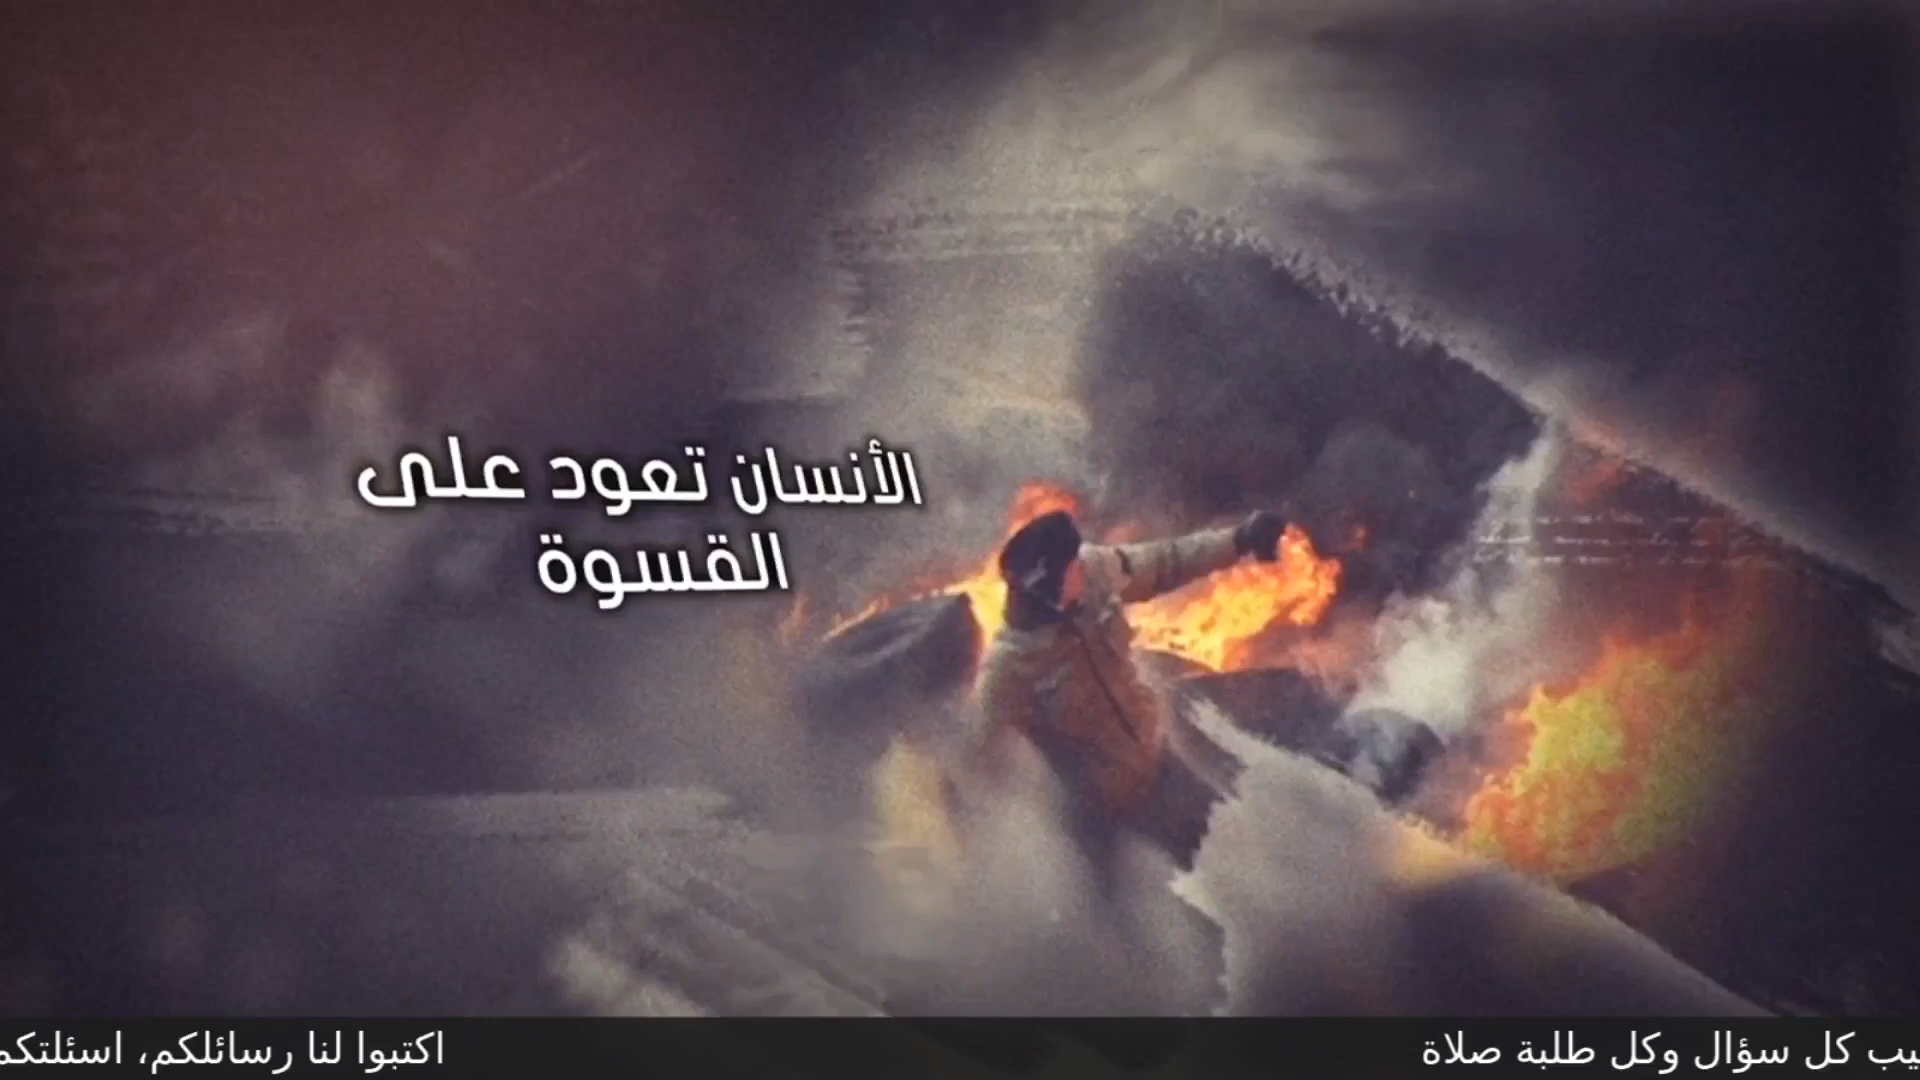 الأنسان تعود على
القسوة
كل سؤال وكل طلبة صلاة
اكتبوا لنا رسائلكم، اسئلتكم